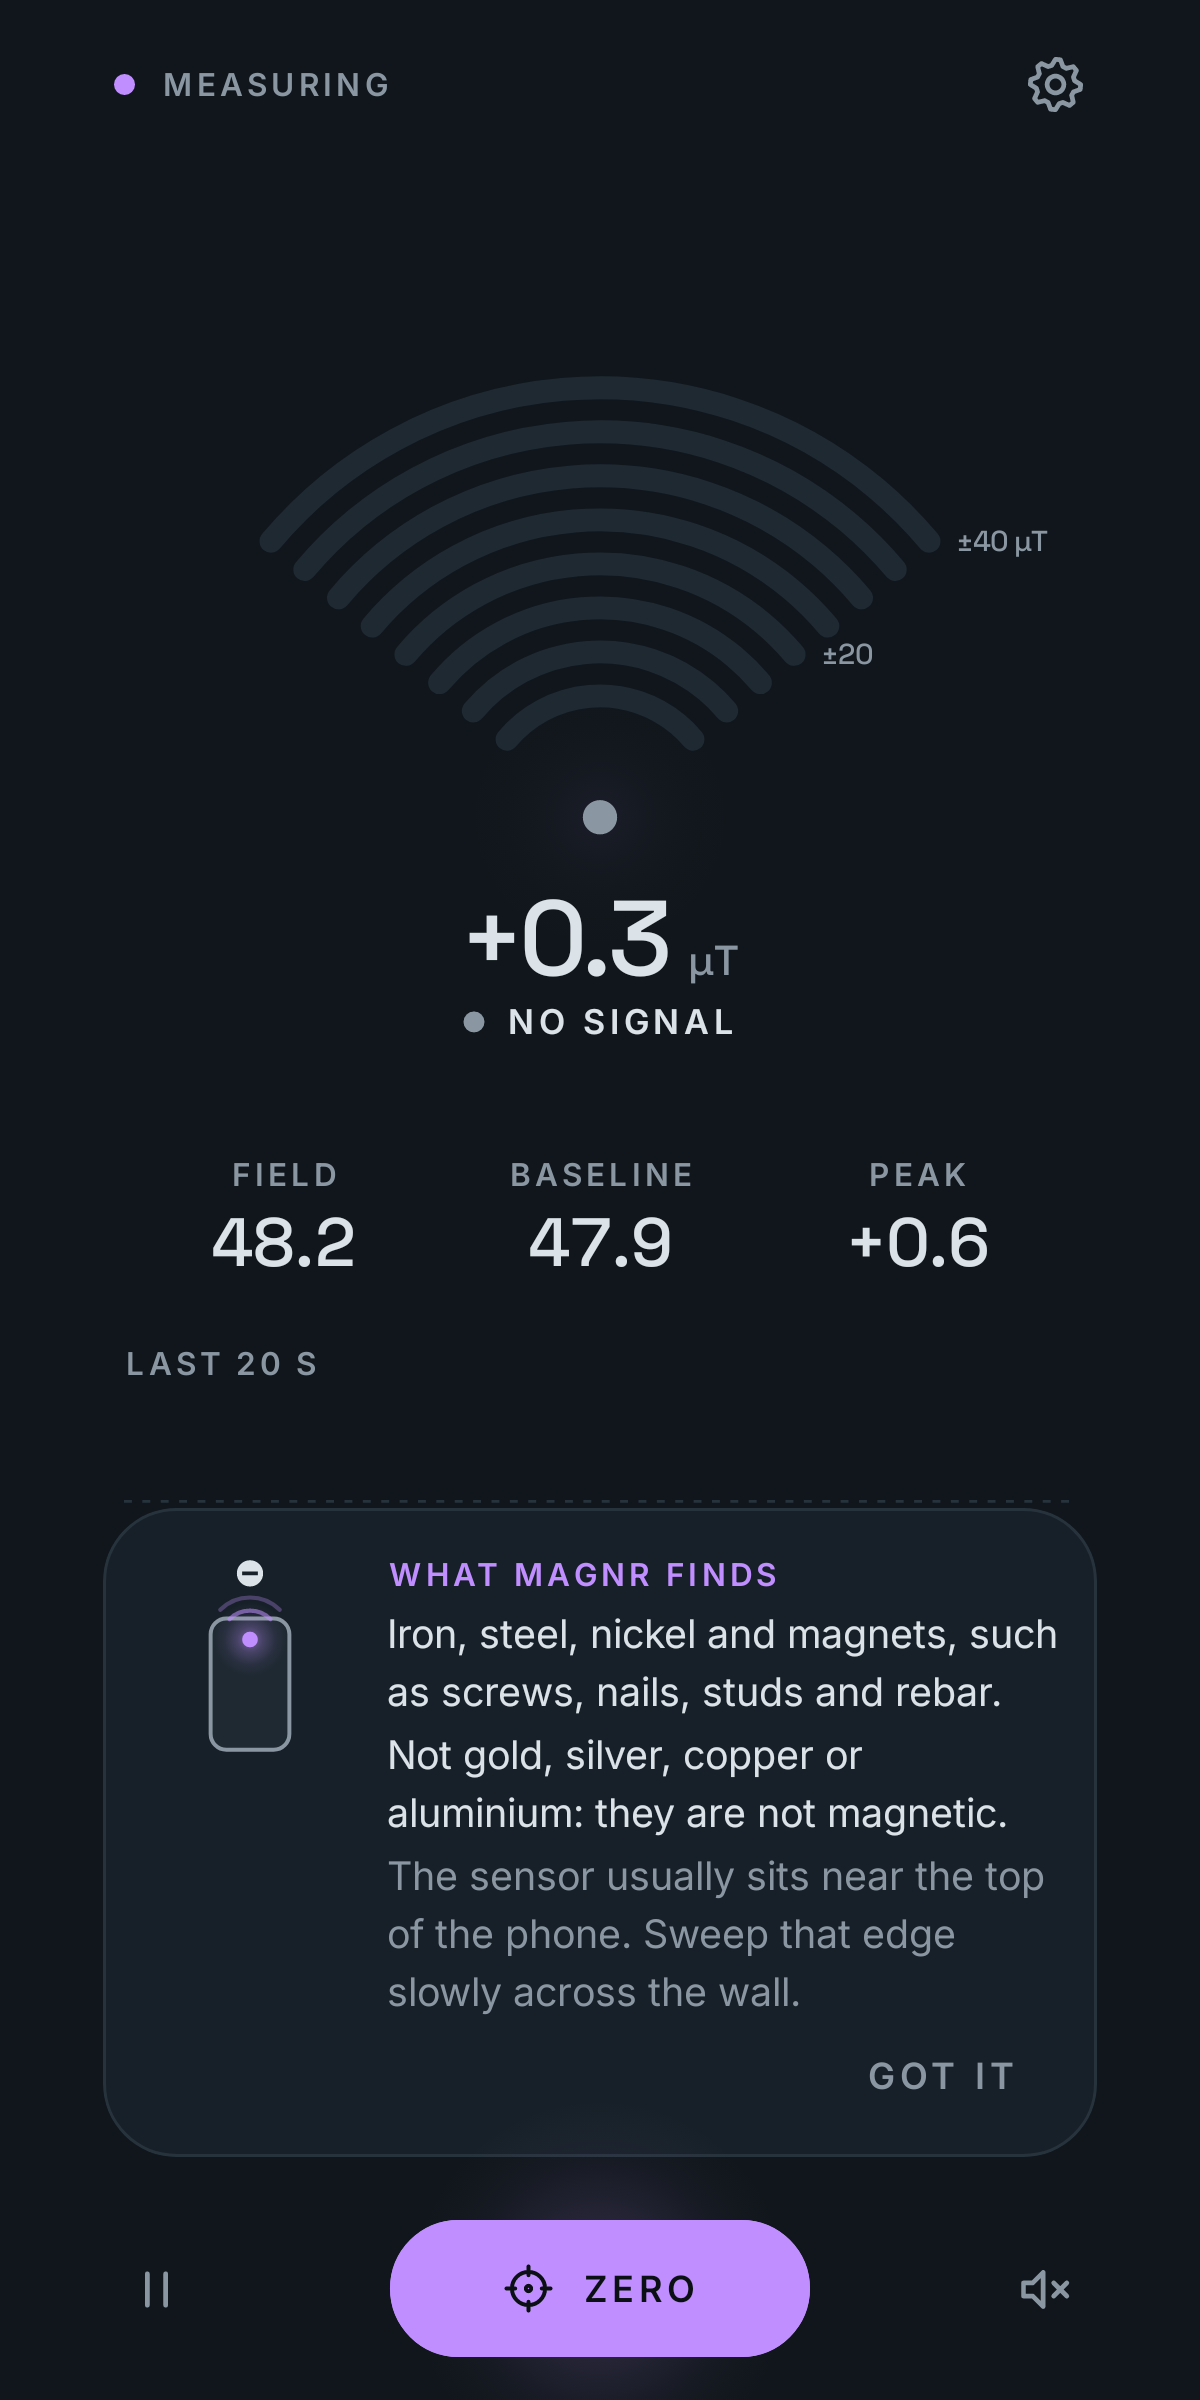 MEASURING
±40 µT
±20
+0.3 µT
NO SIGNAL
FIELD
BASELINE
PEAK
48.2
47.9
+0.6
LAST 20 S
WHAT MAGNR FINDS
Iron, steel, nickel and magnets, such
as screws, nails, studs and rebar.
Not gold, silver, copper or
aluminium: they are not magnetic.
The sensor usually sits near the top
of the phone. Sweep that edge
slowly across the wall.
GOT IT
ZERO